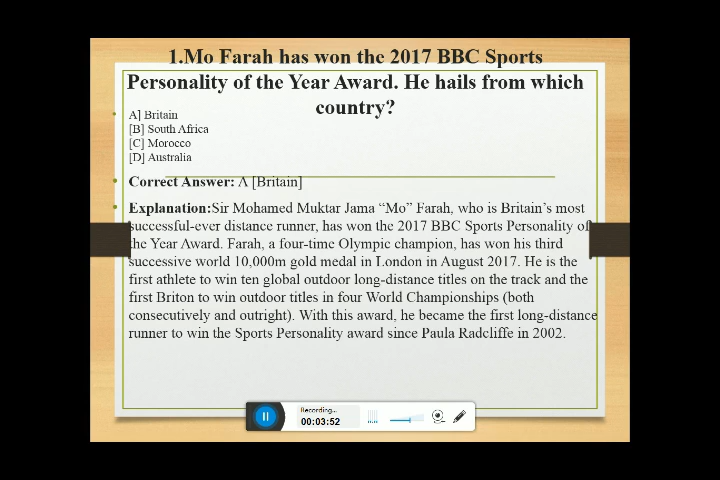 1.Mo Farah has won the 2017 BBC Sports
Personality of the Year Award. He hails from which
country?
A] Britain
[B] South Africa
[C] Morocco
[D] Australia
Correct Answer: A [Britain]
Explanation:Sir Mohamed Muktar Jama “Mo” Farah, who is Britain’s most
successful-ever distance runner, has won the 2017 BBC Sports Personality of
the Year Award. Farah, a four-time Olympic champion, has won his third
successive world 10,000m gold medal in London in August 2017. He is the
first athlete to win ten global outdoor long-distance titles on the track and the
first Briton to win outdoor titles in four World Championships (both
consecutively and outright). With this award, he became the first long-distance
runner to win the Sports Personality award since Paula Radcliffe in 2002.
Recording...
00:03:52